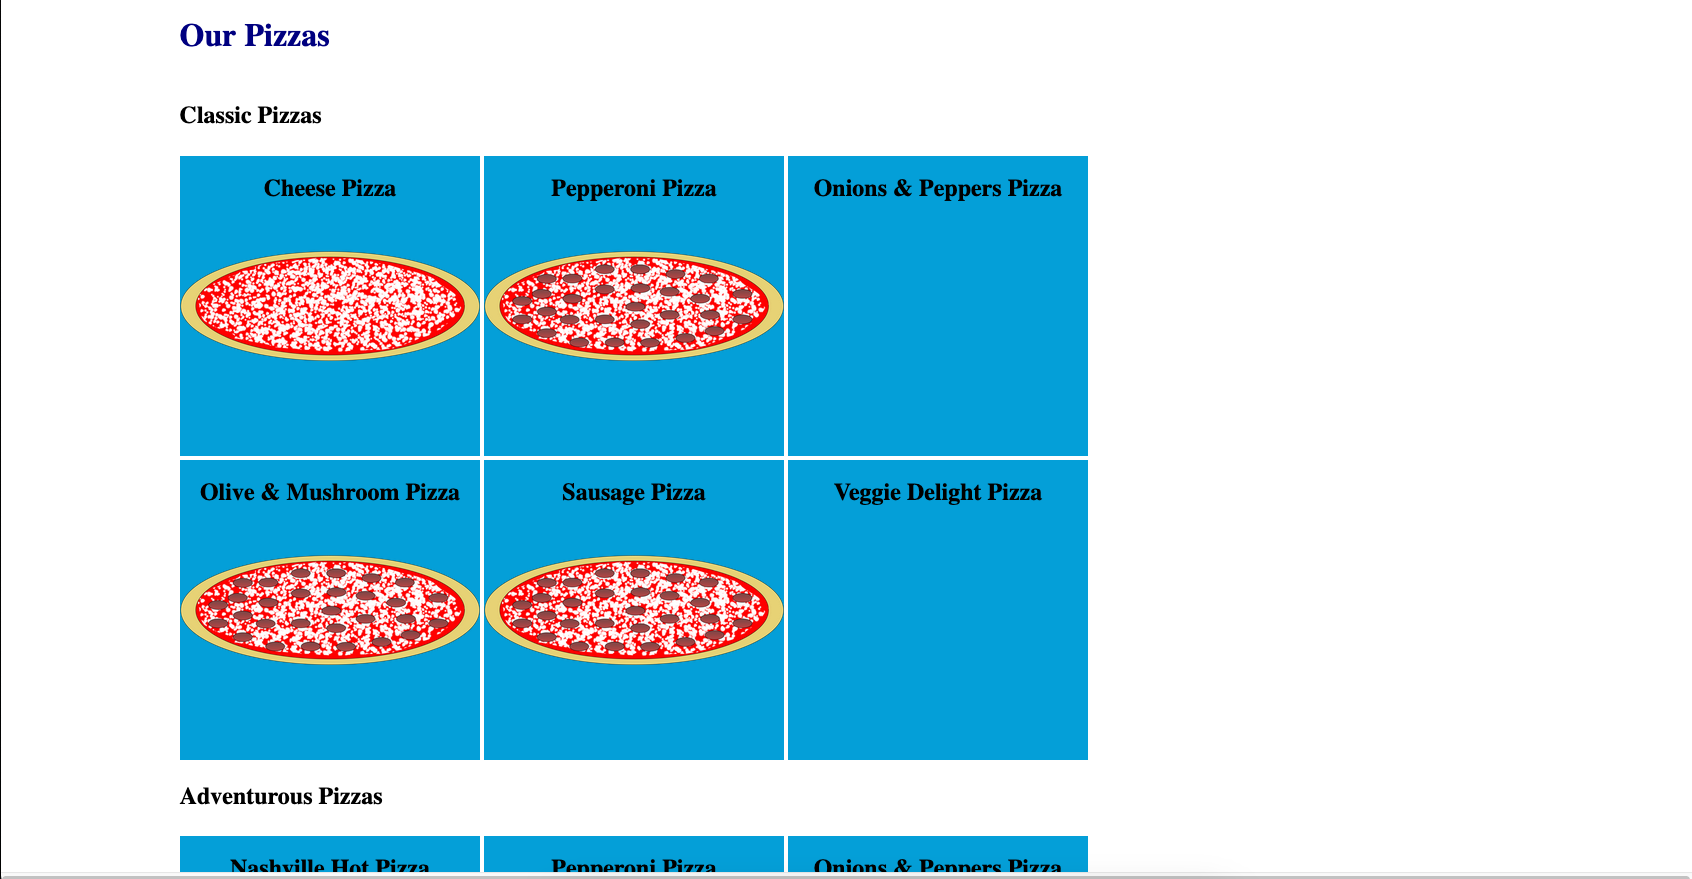 Our Pizzas
Classic Pizzas
Cheese Pizza
Pepperoni Pizza
Onions & Peppers Pizza
Olive & Mushroom Pizza
Sausage Pizza
Veggie Delight Pizza
Adventurous Pizzas
Nashville Hot Pizza
Pepperoni Pizza
Onions & Peppers Pizza